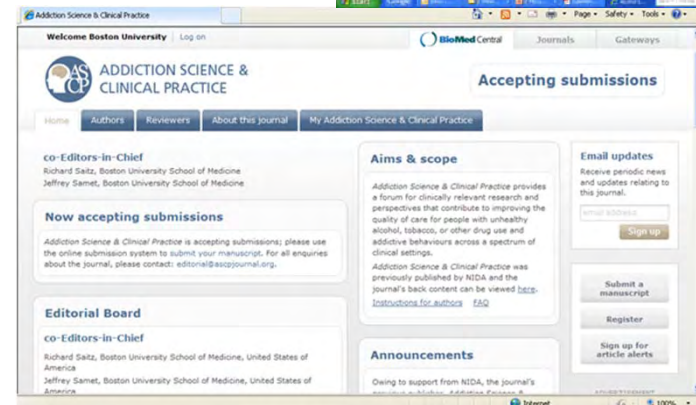 Start
Google
Addiction Science & Clinical Practice
Page
Safety
Tools
Welcome Boston University
Log on
BioMed Central
Journals
Gateways
ASCP
ADDICTION SCIENCE &
CLINICAL PRACTICE
Accepting submissions
Home
Authors
Reviewers
About this journal
My Addiction Science & Clinical Practice
co-Editors-in-Chief
Richard Saitz, Boston University School of Medicine
Jeffrey Samet, Boston University School of Medicine
Now accepting submissions
Addiction Science & Clinical Practice is accepting submissions; please use
the online submission system to submit your manuscript. For all enquiries
about the journal, please contact: editorial@ascpjournal.org.
Editorial Board
co-Editors-in-Chief
Richard Saitz, Boston University School of Medicine, United States of
America
Jeffrey Samet, Boston University School of Medicine, United States of
America
Aims & scope
Addiction Science & Clinical Practice provides
a forum for clinically relevant research and
perspectives that contribute to improving the
quality of care for people with unhealthy
alcohol, tobacco, or other drug use and
addictive behaviours across a spectrum of
clinical settings.
Addiction Science & Clinical Practice was
previously published by NIDA and the
journal's back content can be viewed here.
Instructions for authors FAQ
Announcements
Owing to support from NIDA, the journal's
previous publisher, Addiction Science &
Email updates
Receive periodic news
and updates relating to
this journal.
email address
Sign up
Submit a
manuscript
Register
Sign up for
article alerts
ADVERTISEMENT
Internet
100%